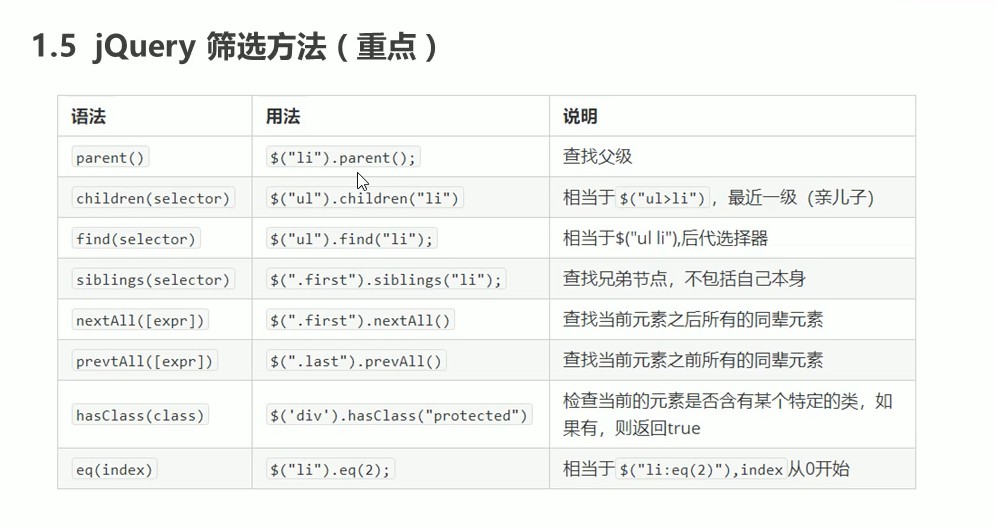 1.5 jQuery 筛选方法（重点）
语法 用法 说明
parent() $("li").parent(); 查找父级
children(selector) $("ul").children("li") 相当于 $("ul>li") ，最近一级（亲儿子）
find(selector) $("ul").find("li"); 相当于$("ul li"),后代选择器
siblings(selector) $(".first").siblings("li"); 查找兄弟节点，不包括自己本身
nextAll([expr]) $(".first").nextAll() 查找当前元素之后所有的同辈元素
prevtAll([expr]) $(".last").prevAll() 查找当前元素之前所有的同辈元素
hasClass(class) $('div').hasClass("protected") 检查当前的元素是否含有某个特定的类，如
果有，则返回true
eq(index) $("li").eq(2); 相当于 $("li:eq(2)"),index 从0开始